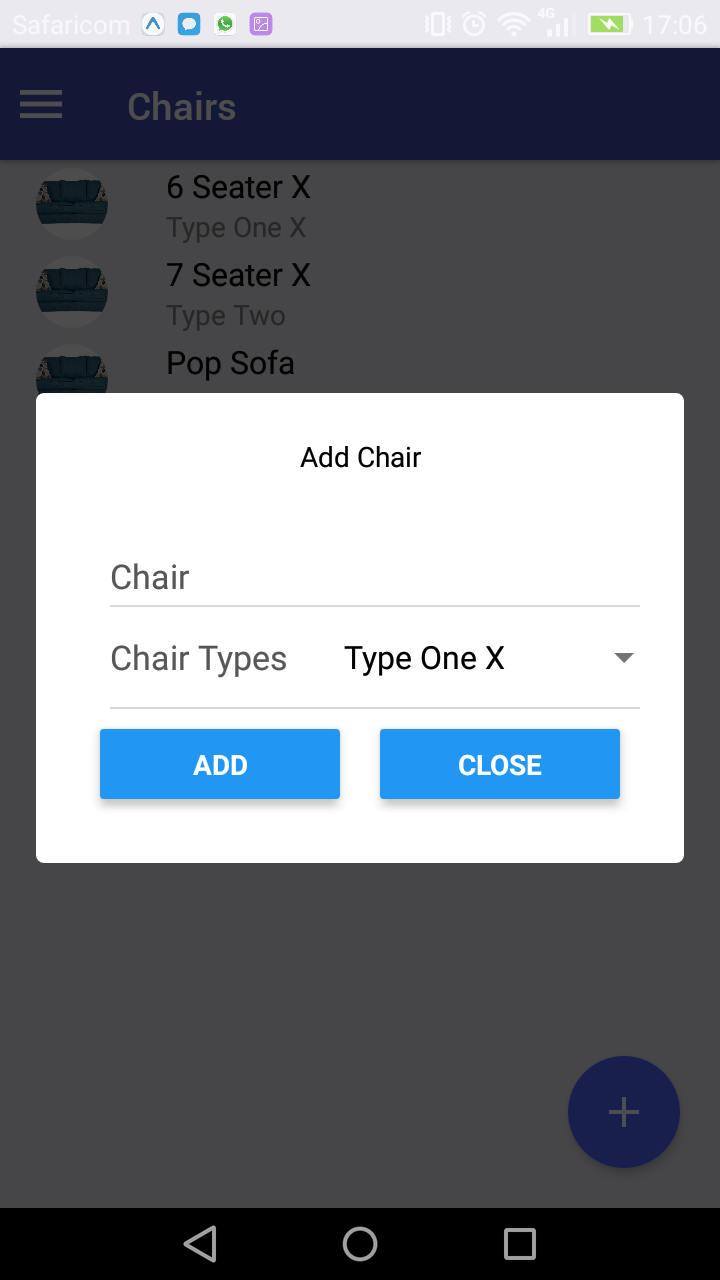 Safaricom 4G 17:06
Chairs
6 Seater X
Type One X
7 Seater X
Type Two
Pop Sofa
Add Chair
Chair
Chair Types Type One X
ADD CLOSE